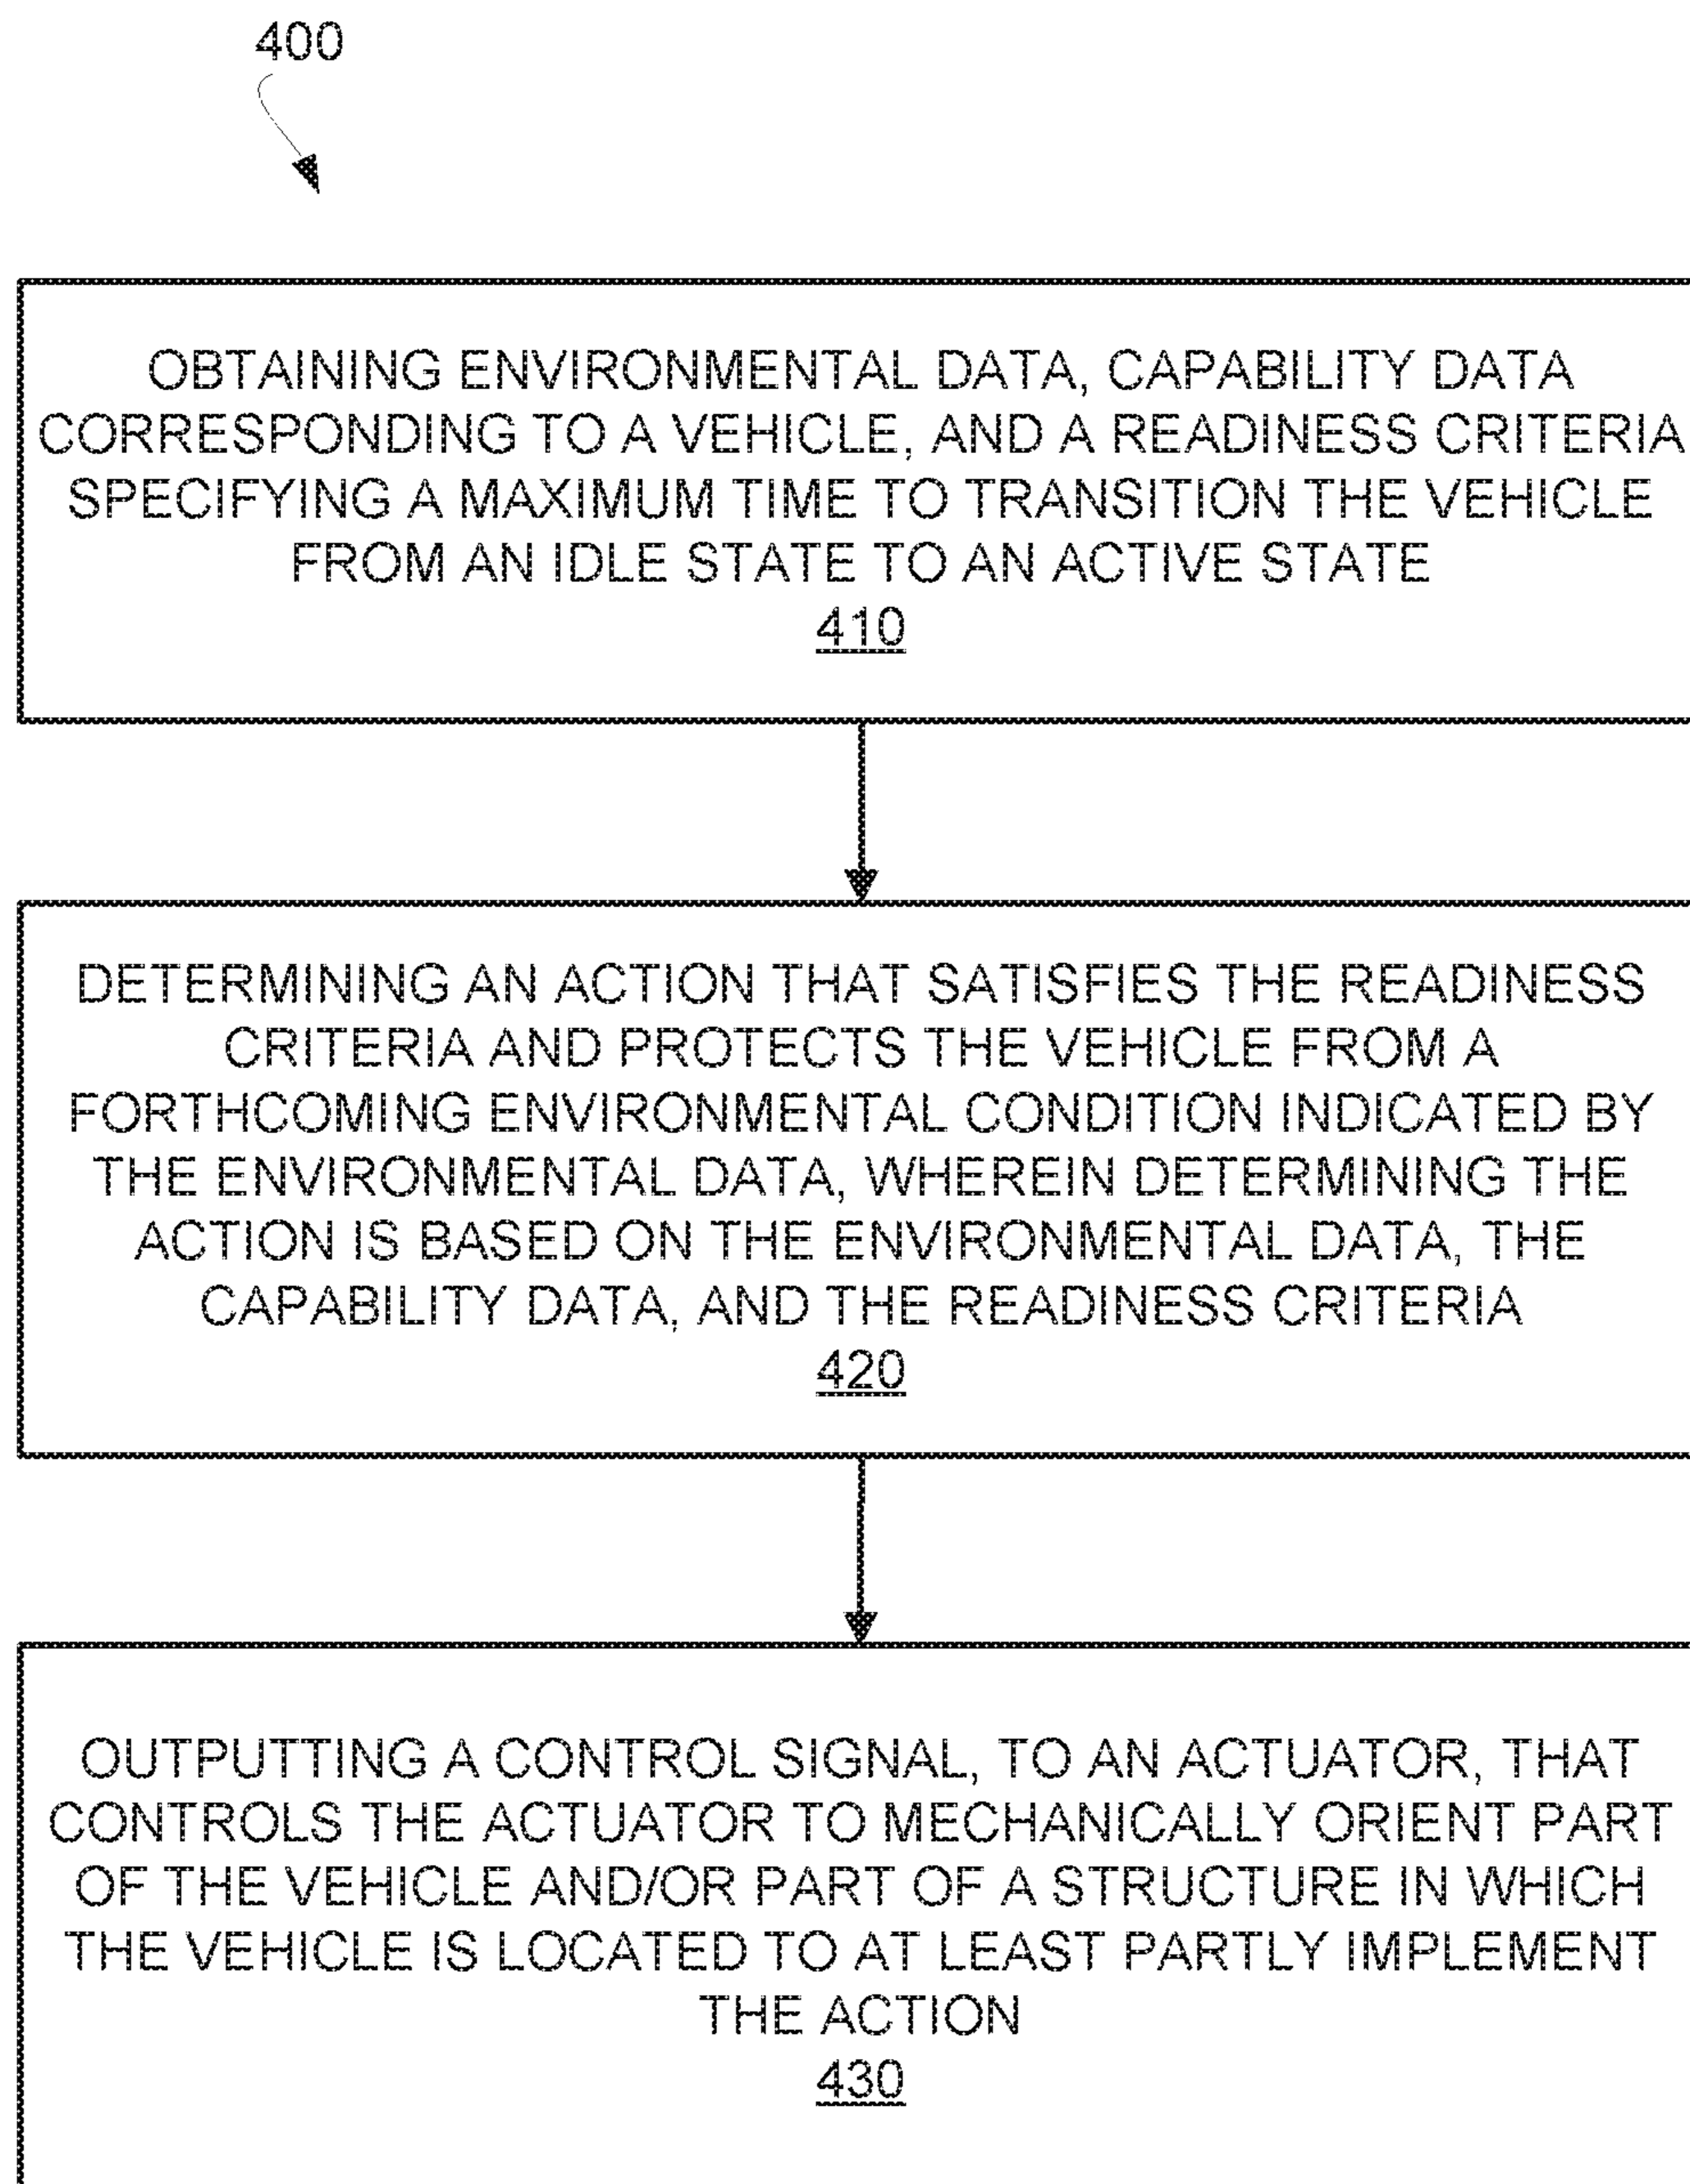 400
OBTAINING ENVIRONMENTAL DATA, CAPABILITY DATA
CORRESPONDING TO A VEHICLE, AND A READINESS CRITERIA
SPECIFYING A MAXIMUM TIME TO TRANSITION THE VEHICLE
FROM AN IDLE STATE TO AN ACTIVE STATE
410
DETERMINING AN ACTION THAT SATISFIES THE READINESS
CRITERIA AND PROTECTS THE VEHICLE FROM A
FORTHCOMING ENVIRONMENTAL CONDITION INDICATED BY
THE ENVIRONMENTAL DATA, WHEREIN DETERMINING THE
ACTION IS BASED ON THE ENVIRONMENTAL DATA, THE
CAPABILITY DATA, AND THE READINESS CRITERIA
420
OUTPUTTING A CONTROL SIGNAL, TO AN ACTUATOR, THAT
CONTROLS THE ACTUATOR TO MECHANICALLY ORIENT PART
OF THE VEHICLE AND/OR PART OF A STRUCTURE IN WHICH
THE VEHICLE IS LOCATED TO AT LEAST PARTLY IMPLEMENT
THE ACTION
430